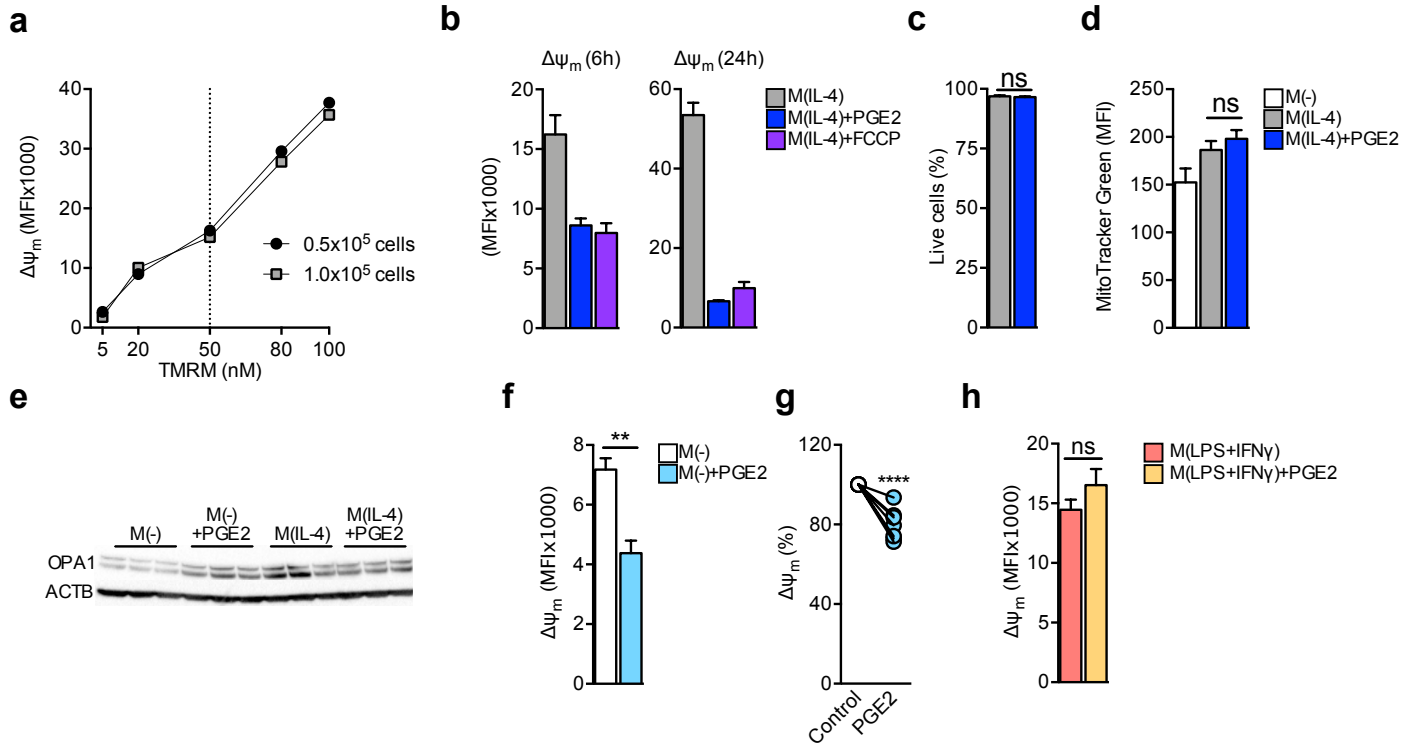 a
Δψm (MFIx1000)
40
30
20
10
0
5 20 50 80 100
TMRM (nM)
0.5x10⁵ cells
1.0x10⁵ cells
b
Δψm (6h)
(MFIx1000)
20
15
10
5
0
Δψm (24h)
60
40
20
0
M(IL-4)
M(IL-4)+PGE2
M(IL-4)+FCCP
c
ns
Live cells (%)
100
75
50
25
0
d
ns
MitoTracker Green (MFI)
250
200
150
100
50
0
M(-)
M(IL-4)
M(IL-4)+PGE2
e
M(-)
M(-)
+PGE2
M(IL-4)
M(IL-4)
+PGE2
OPA1
ACTB
f
**
Δψm (MFIx1000)
8
6
4
2
0
M(-)
M(-)+PGE2
g
****
Δψm (%)
120
80
40
0
Control
PGE2
h
ns
Δψm (MFIx1000)
20
15
10
5
0
M(LPS+IFNγ)
M(LPS+IFNγ)+PGE2